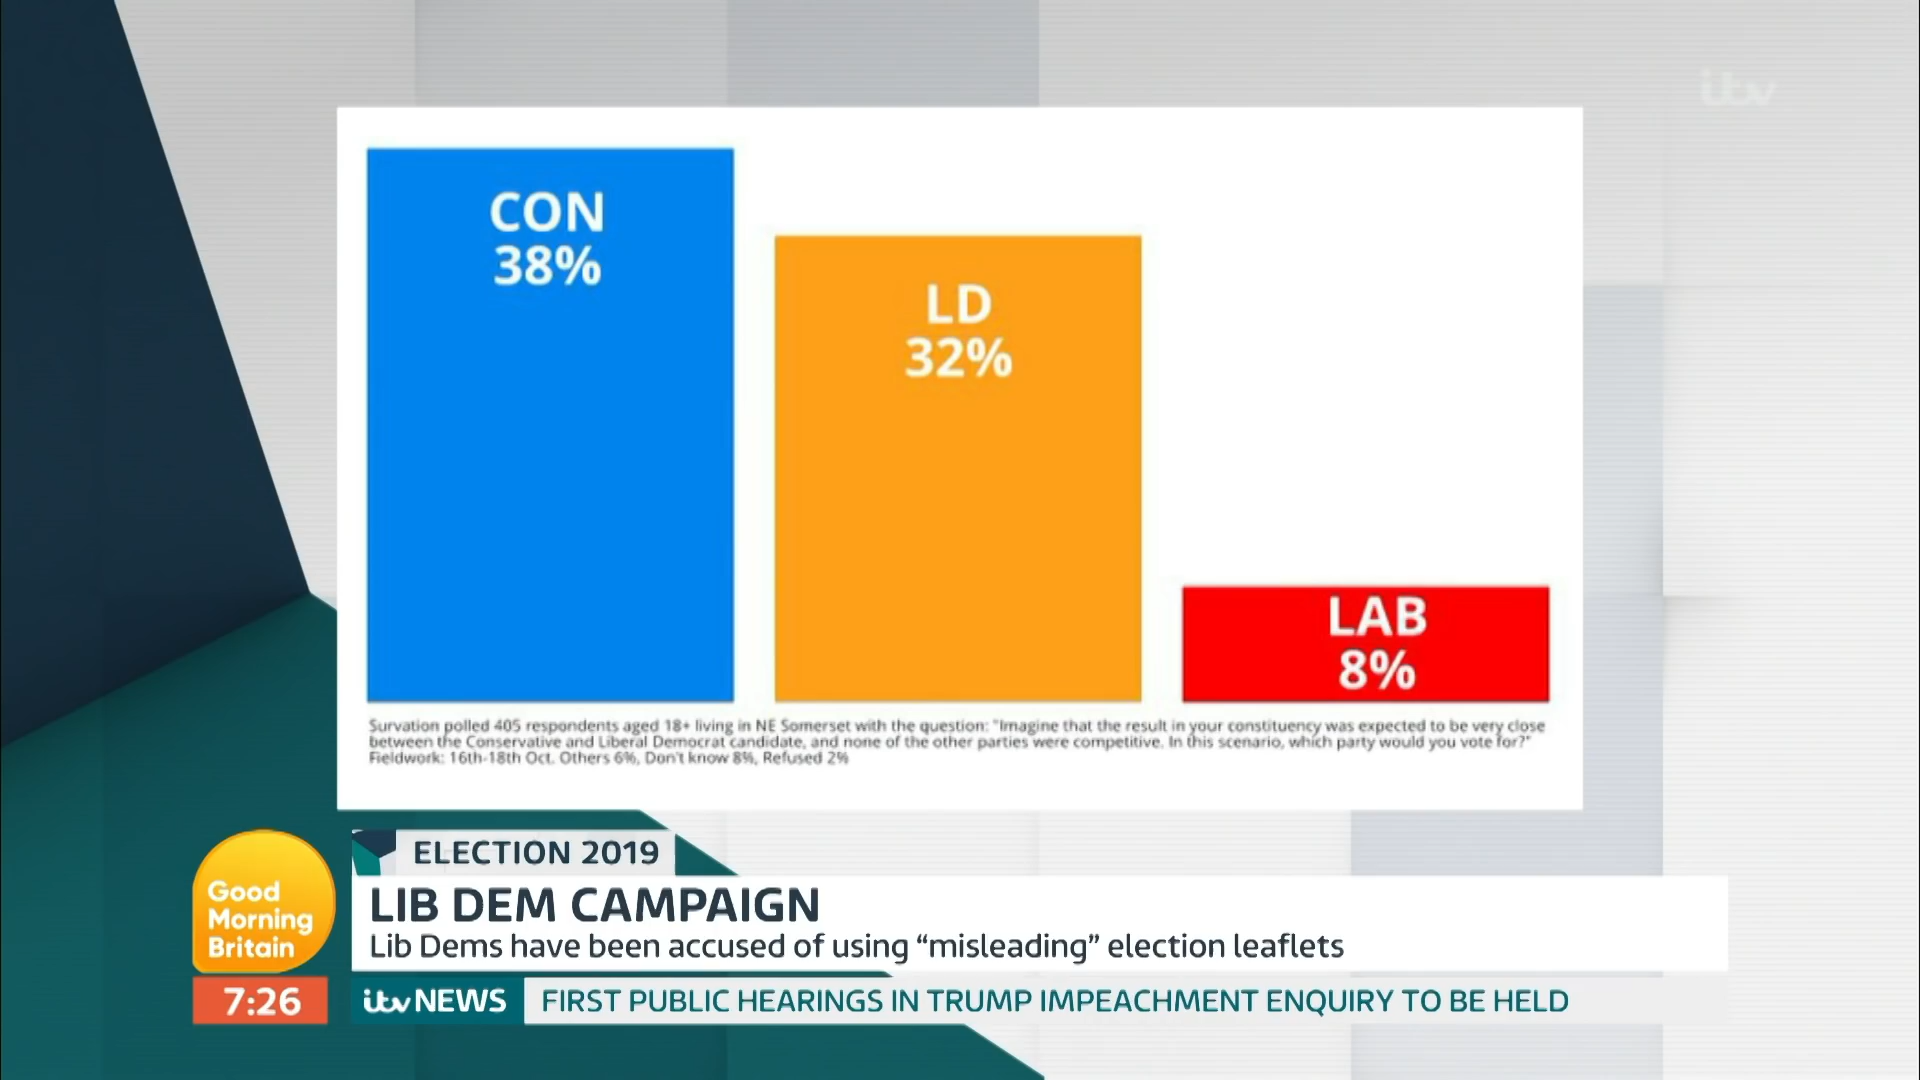 itv
CON
38%
LD
32%
LAB
8%
Survation polled 405 respondents aged 18+ living in NE Somerset with the question: "Imagine that the result in your constituency was expected to be very close
between the Conservative and Liberal Democrat candidate, and none of the other parties were competitive. In this scenario, which party would you vote for?"
Fieldwork: 16th-18th Oct. Others 6%, Don't know 8%, Refused 2%
ELECTION 2019
LIB DEM CAMPAIGN
Lib Dems have been accused of using “misleading” election leaflets
Good
Morning
Britain
7:26
itv NEWS
FIRST PUBLIC HEARINGS IN TRUMP IMPEACHMENT ENQUIRY TO BE HELD